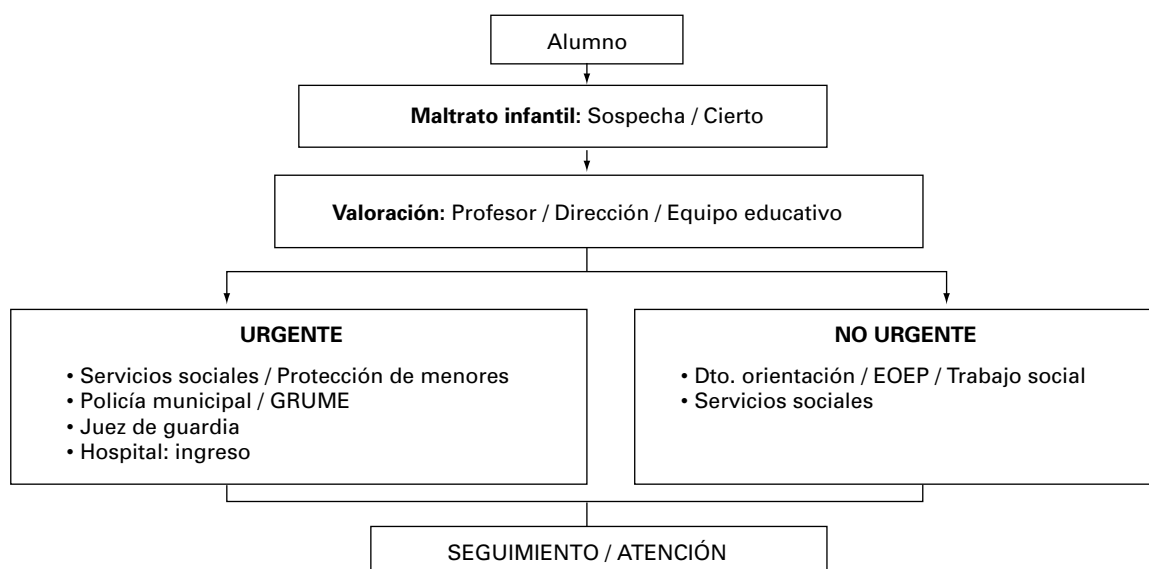 Alumno
Maltrato infantil: Sospecha / Cierto
Valoración: Profesor / Dirección / Equipo educativo
URGENTE
• Servicios sociales / Protección de menores
• Policía municipal / GRUME
• Juez de guardia
• Hospital: ingreso
NO URGENTE
• Dto. orientación / EOEP / Trabajo social
• Servicios sociales
SEGUIMIENTO / ATENCIÓN